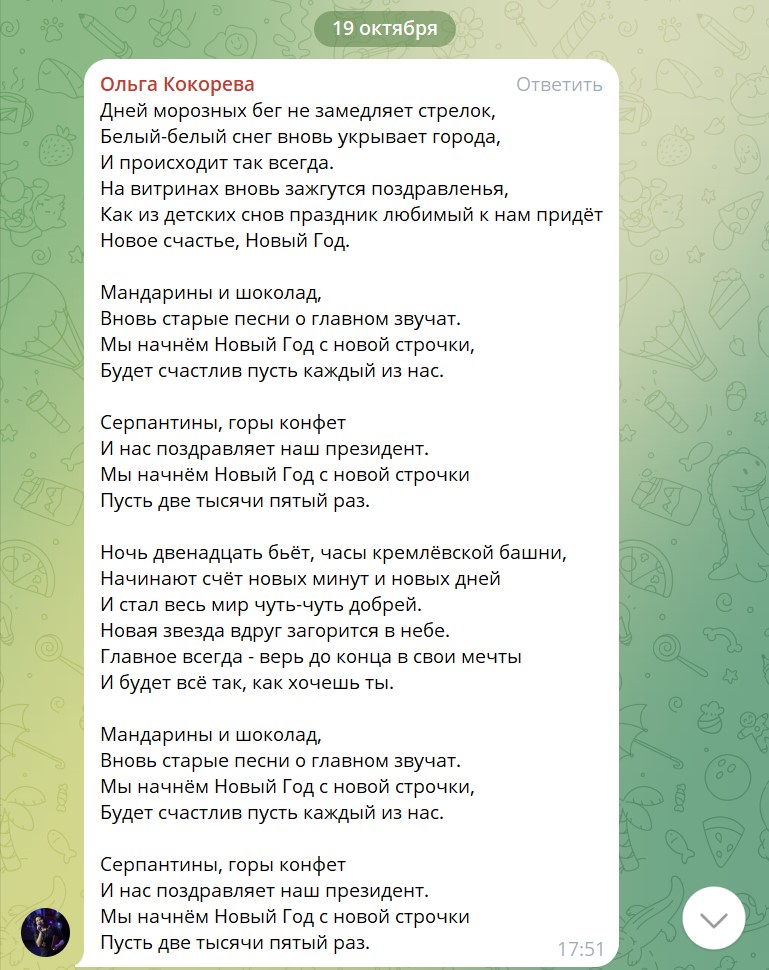 19 октября
Ольга Кокорева
Ответить
Дней морозных бег не замедляет стрелок,
Белый-белый снег вновь укрывает города,
И происходит так всегда.
На витринах вновь зажгутся поздравленья,
Как из детских снов праздник любимый к нам придёт
Новое счастье, Новый Год.

Мандарины и шоколад,
Вновь старые песни о главном звучат.
Мы начнём Новый Год с новой строчки,
Будет счастлив пусть каждый из нас.

Серпантины, горы конфет
И нас поздравляет наш президент.
Мы начнём Новый Год с новой строчки
Пусть две тысячи пятый раз.

Ночь двенадцать бьёт, часы кремлёвской башни,
Начинают счёт новых минут и новых дней
И стал весь мир чуть-чуть добрей.
Новая звезда вдруг загорится в небе.
Главное всегда - верь до конца в свои мечты
И будет всё так, как хочешь ты.

Мандарины и шоколад,
Вновь старые песни о главном звучат.
Мы начнём Новый Год с новой строчки,
Будет счастлив пусть каждый из нас.

Серпантины, горы конфет
И нас поздравляет наш президент.
Мы начнём Новый Год с новой строчки
Пусть две тысячи пятый раз.
17:51